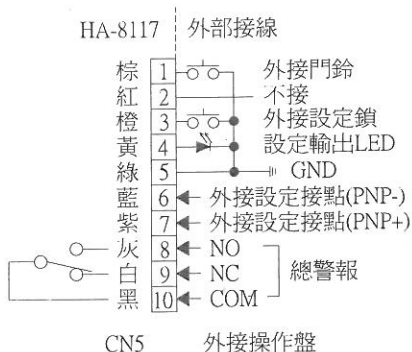 HA-8117 外部接線
棕 1 外接門鈴
紅 2 不接
橙 3 外接設定鎖
黃 4 設定輸出LED
綠 5 GND
藍 6 外接設定接點(PNP-)
紫 7 外接設定接點(PNP+)
灰 8 NO
白 9 NC 總警報
黑 10 COM
CN5 外接操作盤